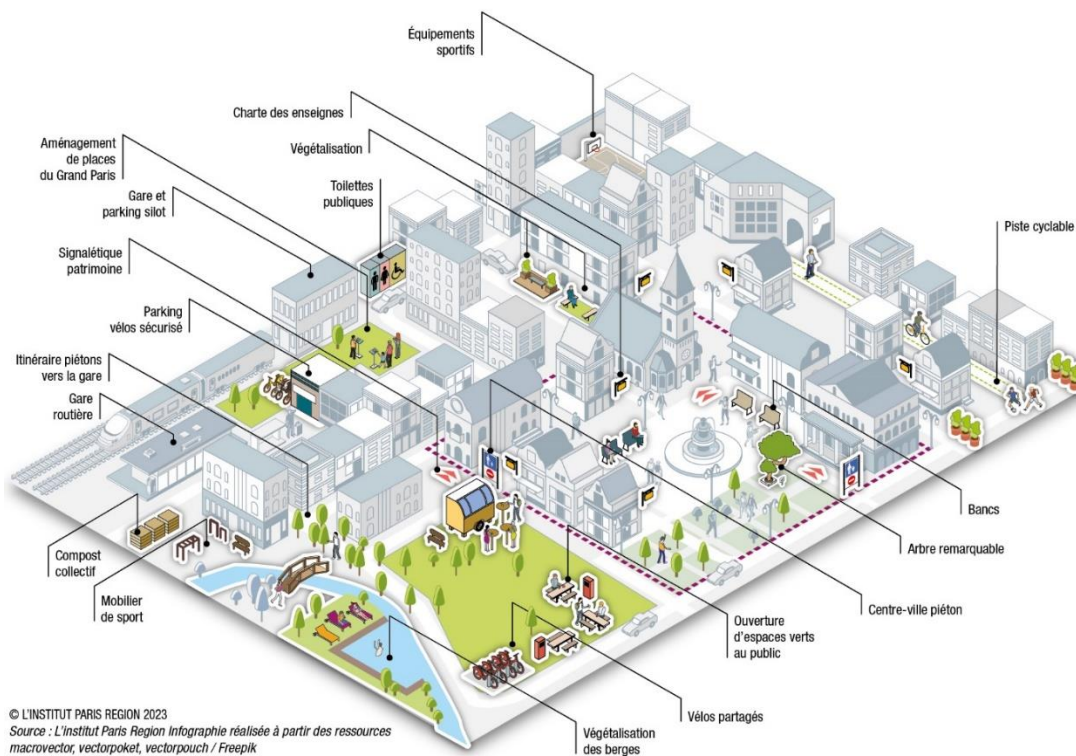 Équipements
sportifs
Charte des enseignes
Végétalisation
Aménagement
de places
du Grand Paris
Toilettes
publiques
Gare et
parking silot
Piste cyclable
Signalétique
patrimoine
Parking
vélos sécurisé
Itinéraire piétons
vers la gare
Gare
routière
Bancs
Compost
collectif
Arbre remarquable
Mobilier
de sport
Centre-ville piéton
Ouverture
d'espaces verts
au public
Vélos partagés
Végétalisation
des berges
© L'INSTITUT PARIS REGION 2023
Source : L'institut Paris Region Infographie réalisée à partir des ressources
macrovector, vectorpoket, vectorpouch / Freepik